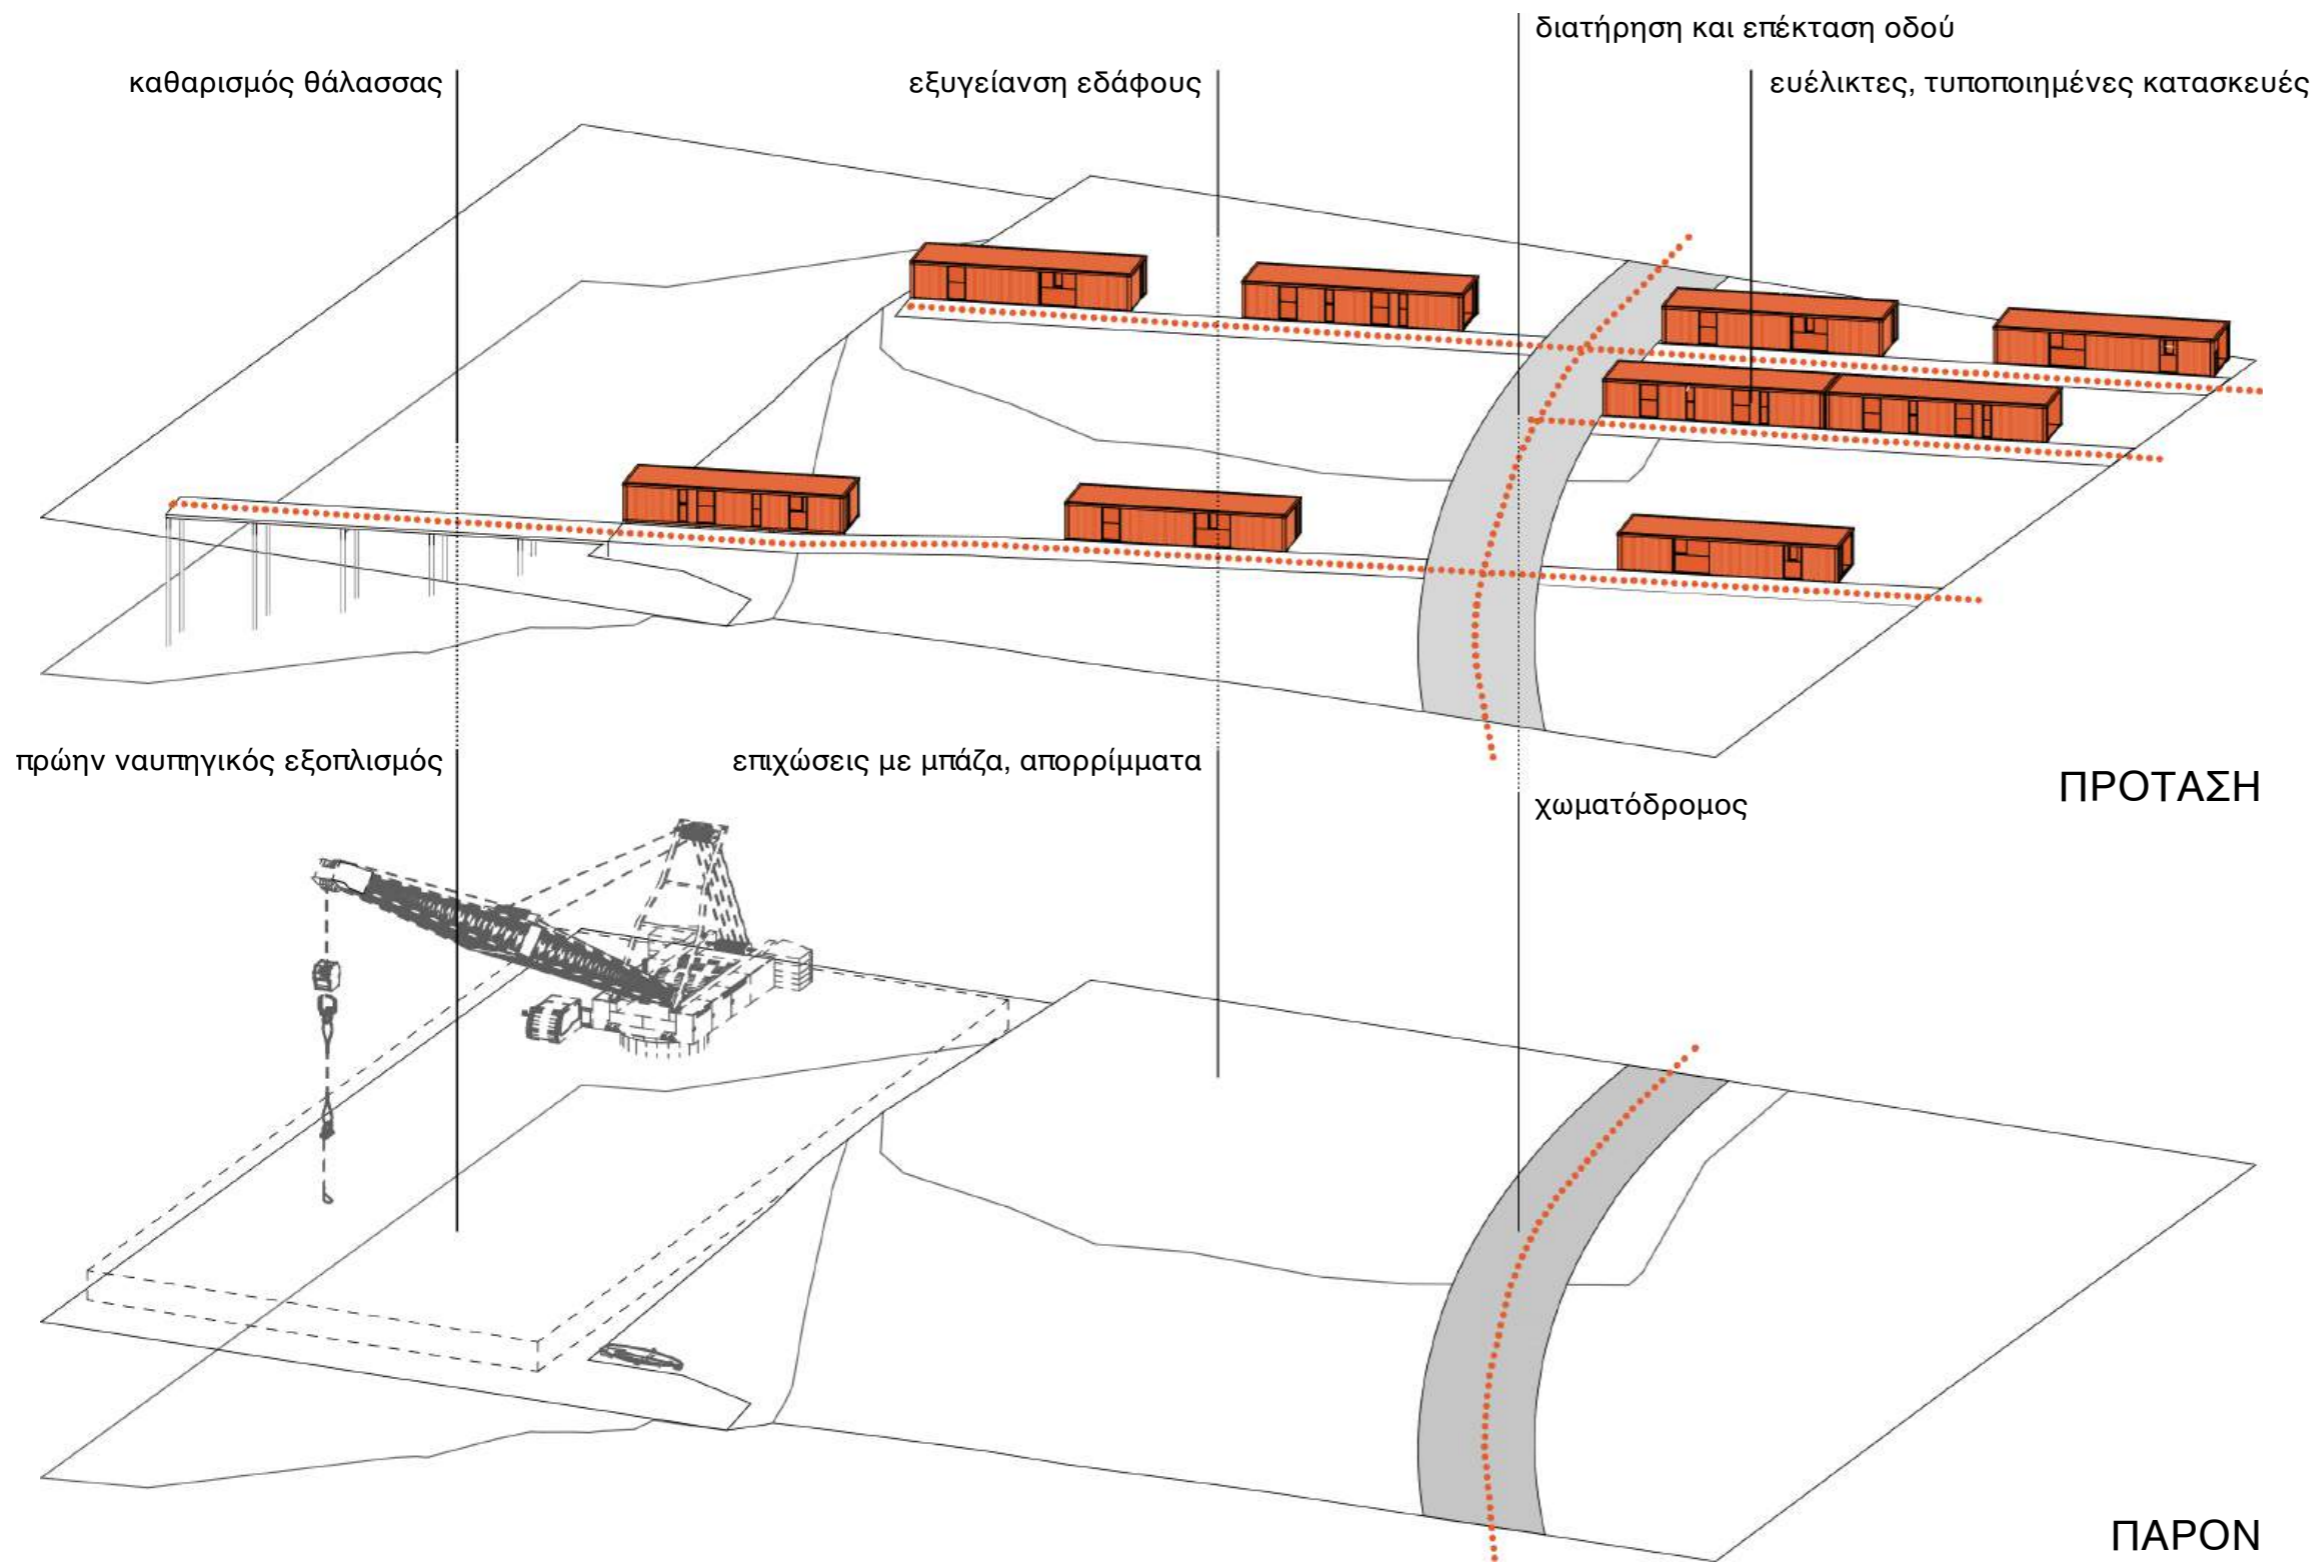 διατήρηση και επέκταση οδού
καθαρισμός θάλασσας
εξυγείανση εδάφους
ευέλικτες, τυποποιημένες κατασκευές
πρώην ναυπηγικός εξοπλισμός
επιχώσεις με μπάζα, απορρίμματα
ΠΡΟΤΑΣΗ
χωματόδρομος
ΠΑΡΟΝ